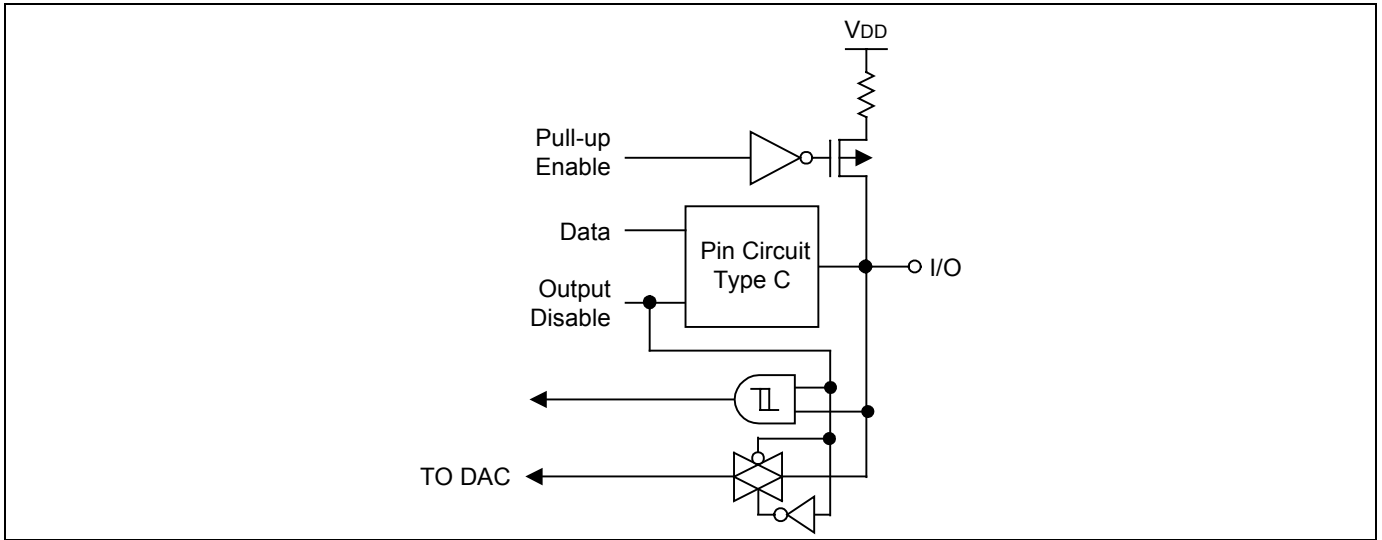 VDD
Pull-up
Enable
Data
Pin Circuit
Type C
I/O
Output
Disable
TO DAC